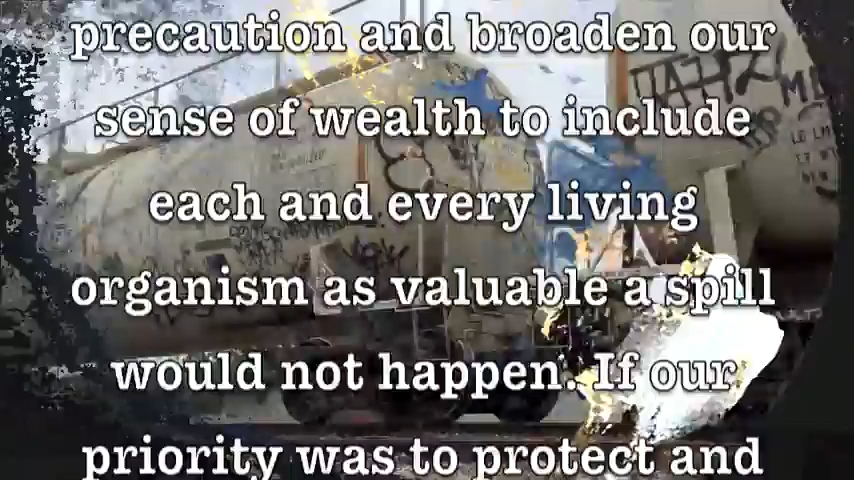 precaution and broaden our
sense of wealth to include
each and every living
organism as valuable a spill
would not happen. If our
priority was to protect and